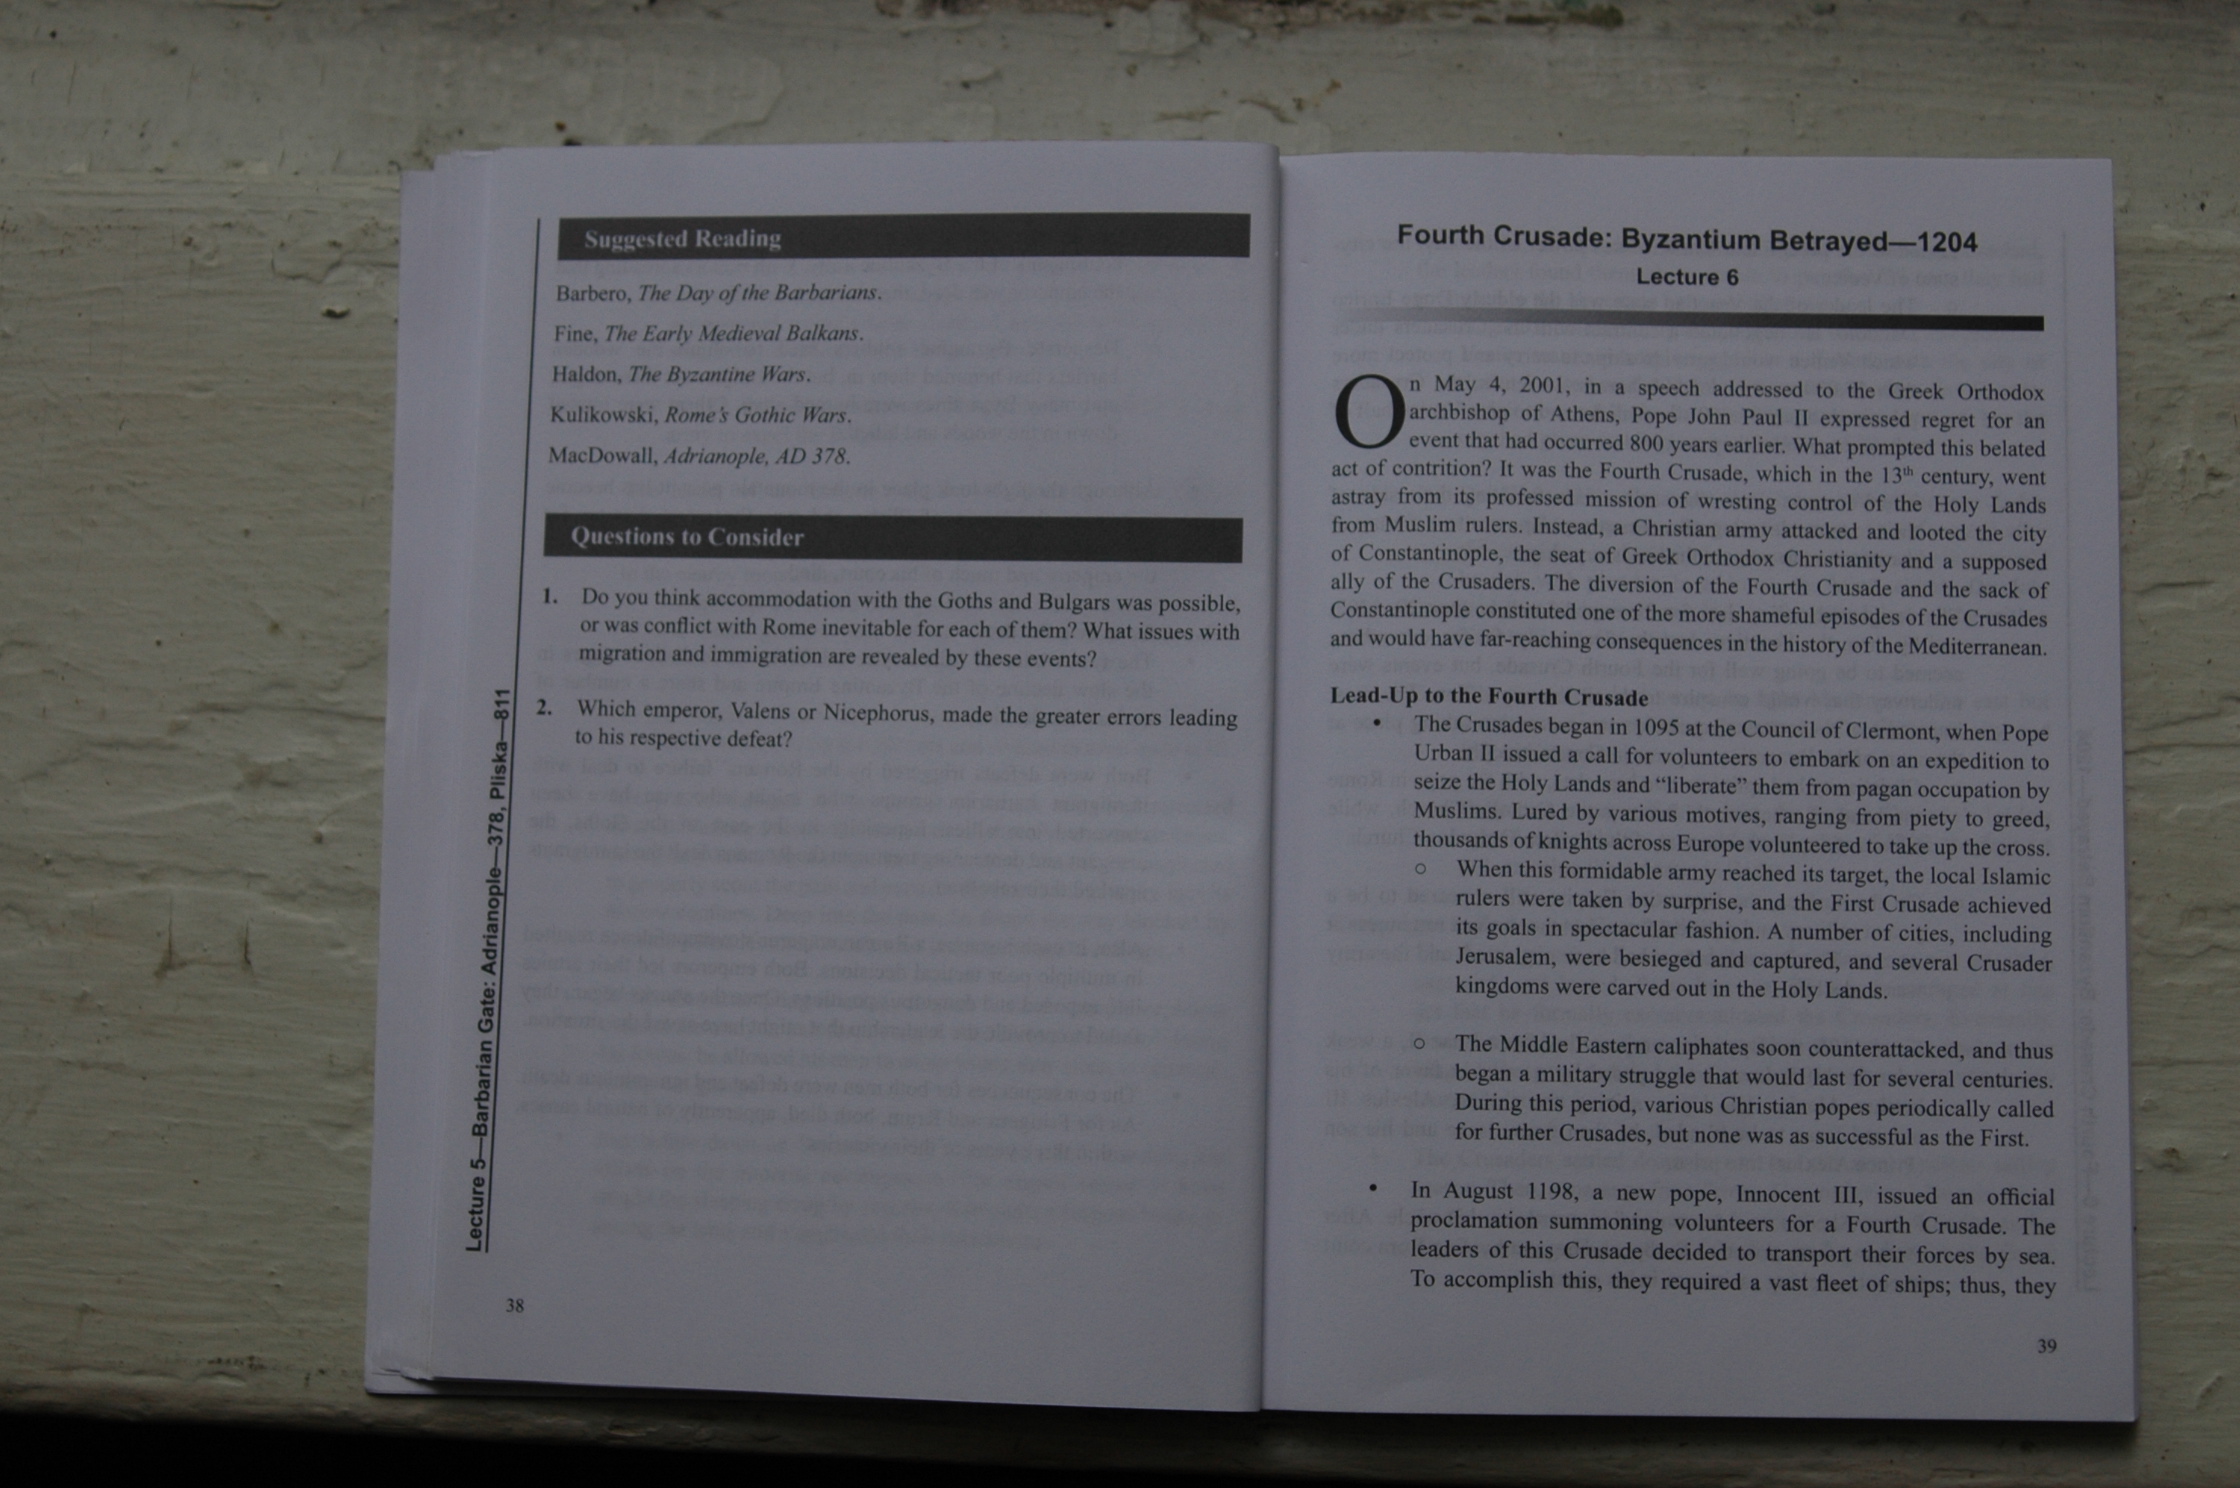 Suggested Reading
Barbero, The Day of the Barbarians.
Fine, The Early Medieval Balkans.
Haldon, The Byzantine Wars.
Kulikowski, Rome's Gothic Wars.
MacDowall, Adrianople, AD 378.
Questions to Consider
1. Do you think accommodation with the Goths and Bulgars was possible,
or was conflict with Rome inevitable for each of them? What issues with
migration and immigration are revealed by these events?
2. Which emperor, Valens or Nicephorus, made the greater errors leading
to his respective defeat?
Lecture 5—Barbarian Gate: Adrianople—378, Pliska—811
38
Fourth Crusade: Byzantium Betrayed—1204
Lecture 6
On May 4, 2001, in a speech addressed to the Greek Orthodox
archbishop of Athens, Pope John Paul II expressed regret for an
event that had occurred 800 years earlier. What prompted this belated
act of contrition? It was the Fourth Crusade, which in the 13th century, went
astray from its professed mission of wresting control of the Holy Lands
from Muslim rulers. Instead, a Christian army attacked and looted the city
of Constantinople, the seat of Greek Orthodox Christianity and a supposed
ally of the Crusaders. The diversion of the Fourth Crusade and the sack of
Constantinople constituted one of the more shameful episodes of the Crusades
and would have far-reaching consequences in the history of the Mediterranean.
Lead-Up to the Fourth Crusade
• The Crusades began in 1095 at the Council of Clermont, when Pope
Urban II issued a call for volunteers to embark on an expedition to
seize the Holy Lands and “liberate” them from pagan occupation by
Muslims. Lured by various motives, ranging from piety to greed,
thousands of knights across Europe volunteered to take up the cross.
○ When this formidable army reached its target, the local Islamic
rulers were taken by surprise, and the First Crusade achieved
its goals in spectacular fashion. A number of cities, including
Jerusalem, were besieged and captured, and several Crusader
kingdoms were carved out in the Holy Lands.
○ The Middle Eastern caliphates soon counterattacked, and thus
began a military struggle that would last for several centuries.
During this period, various Christian popes periodically called
for further Crusades, but none was as successful as the First.
• In August 1198, a new pope, Innocent III, issued an official
proclamation summoning volunteers for a Fourth Crusade. The
leaders of this Crusade decided to transport their forces by sea.
To accomplish this, they required a vast fleet of ships; thus, they
39